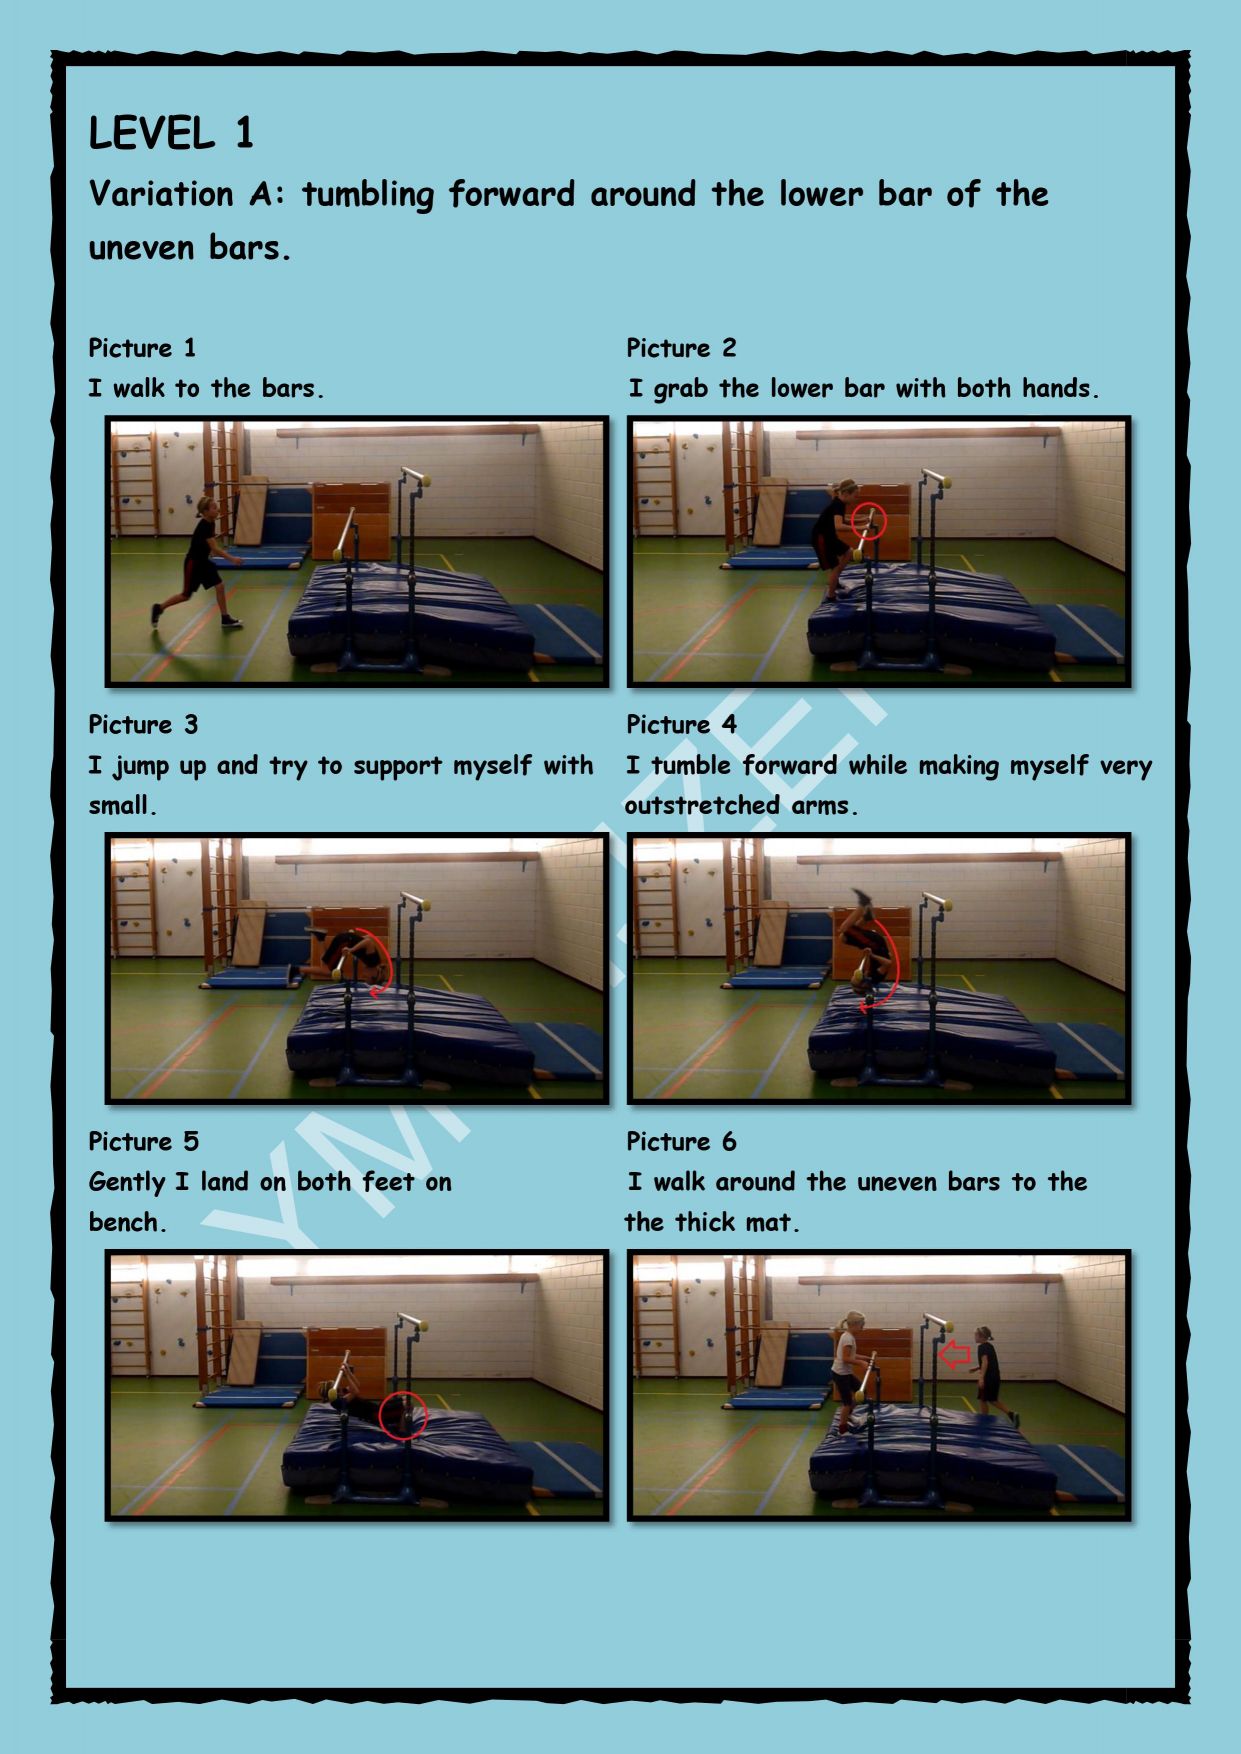 LEVEL 1
Variation A: tumbling forward around the lower bar of the
uneven bars.
Picture 1
I walk to the bars.
Picture 2
I grab the lower bar with both hands.
Picture 3
I jump up and try to support myself with
small.
Picture 4
I tumble forward while making myself very
outstretched arms.
Picture 5
Gently I land on both feet on
bench.
Picture 6
I walk around the uneven bars to the
the thick mat.